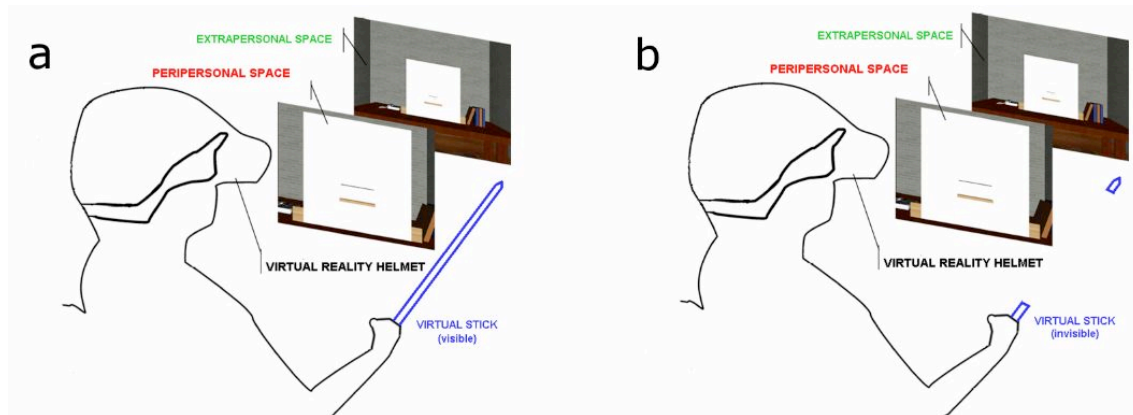 a
EXTRAPERSONAL SPACE
PERIPERSONAL SPACE
VIRTUAL REALITY HELMET
VIRTUAL STICK
(visible)
b
EXTRAPERSONAL SPACE
PERIPERSONAL SPACE
VIRTUAL REALITY HELMET
VIRTUAL STICK
(invisible)